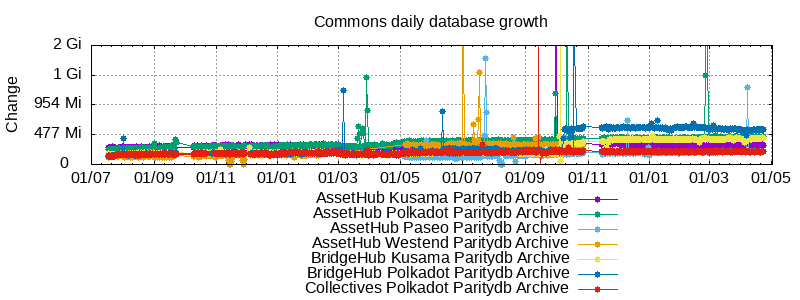 Commons daily database growth
Change
2 Gi
1 Gi
954 Mi
477 Mi
0
01/07 01/09 01/11 01/01 01/03 01/05 01/07 01/09 01/11 01/01 01/03 01/05
AssetHub Kusama Paritydb Archive
AssetHub Polkadot Paritydb Archive
AssetHub Paseo Paritydb Archive
AssetHub Westend Paritydb Archive
BridgeHub Kusama Paritydb Archive
BridgeHub Polkadot Paritydb Archive
Collectives Polkadot Paritydb Archive